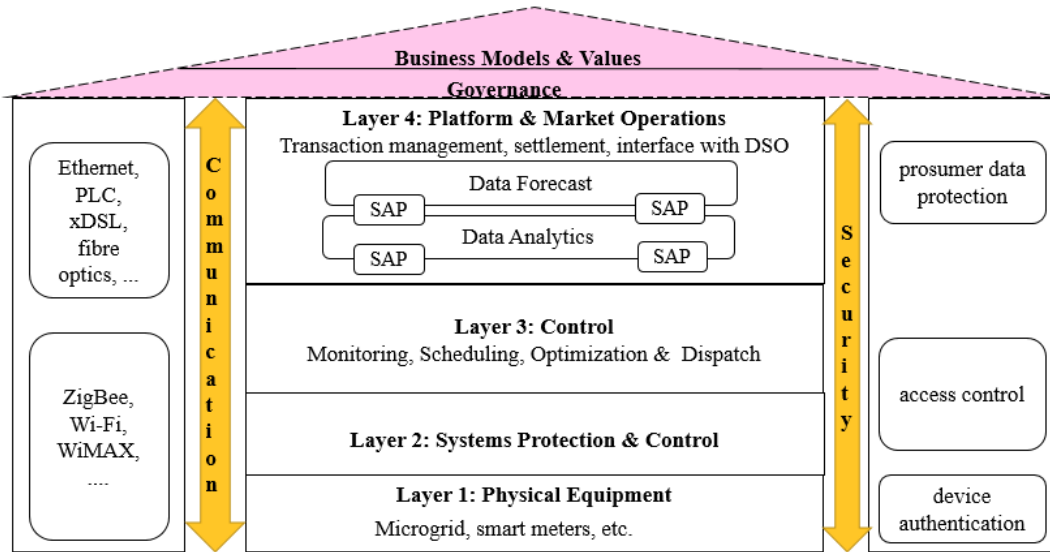 Business Models & Values
Governance
Ethernet,
PLC,
xDSL,
fibre
optics, ...
ZigBee,
Wi-Fi,
WiMAX,
....
Communication
Layer 4: Platform & Market Operations
Transaction management, settlement, interface with DSO
Data Forecast
SAP SAP
Data Analytics
SAP SAP
Layer 3: Control
Monitoring, Scheduling, Optimization & Dispatch
Layer 2: Systems Protection & Control
Layer 1: Physical Equipment
Microgrid, smart meters, etc.
Security
prosumer data
protection
access control
device
authentication